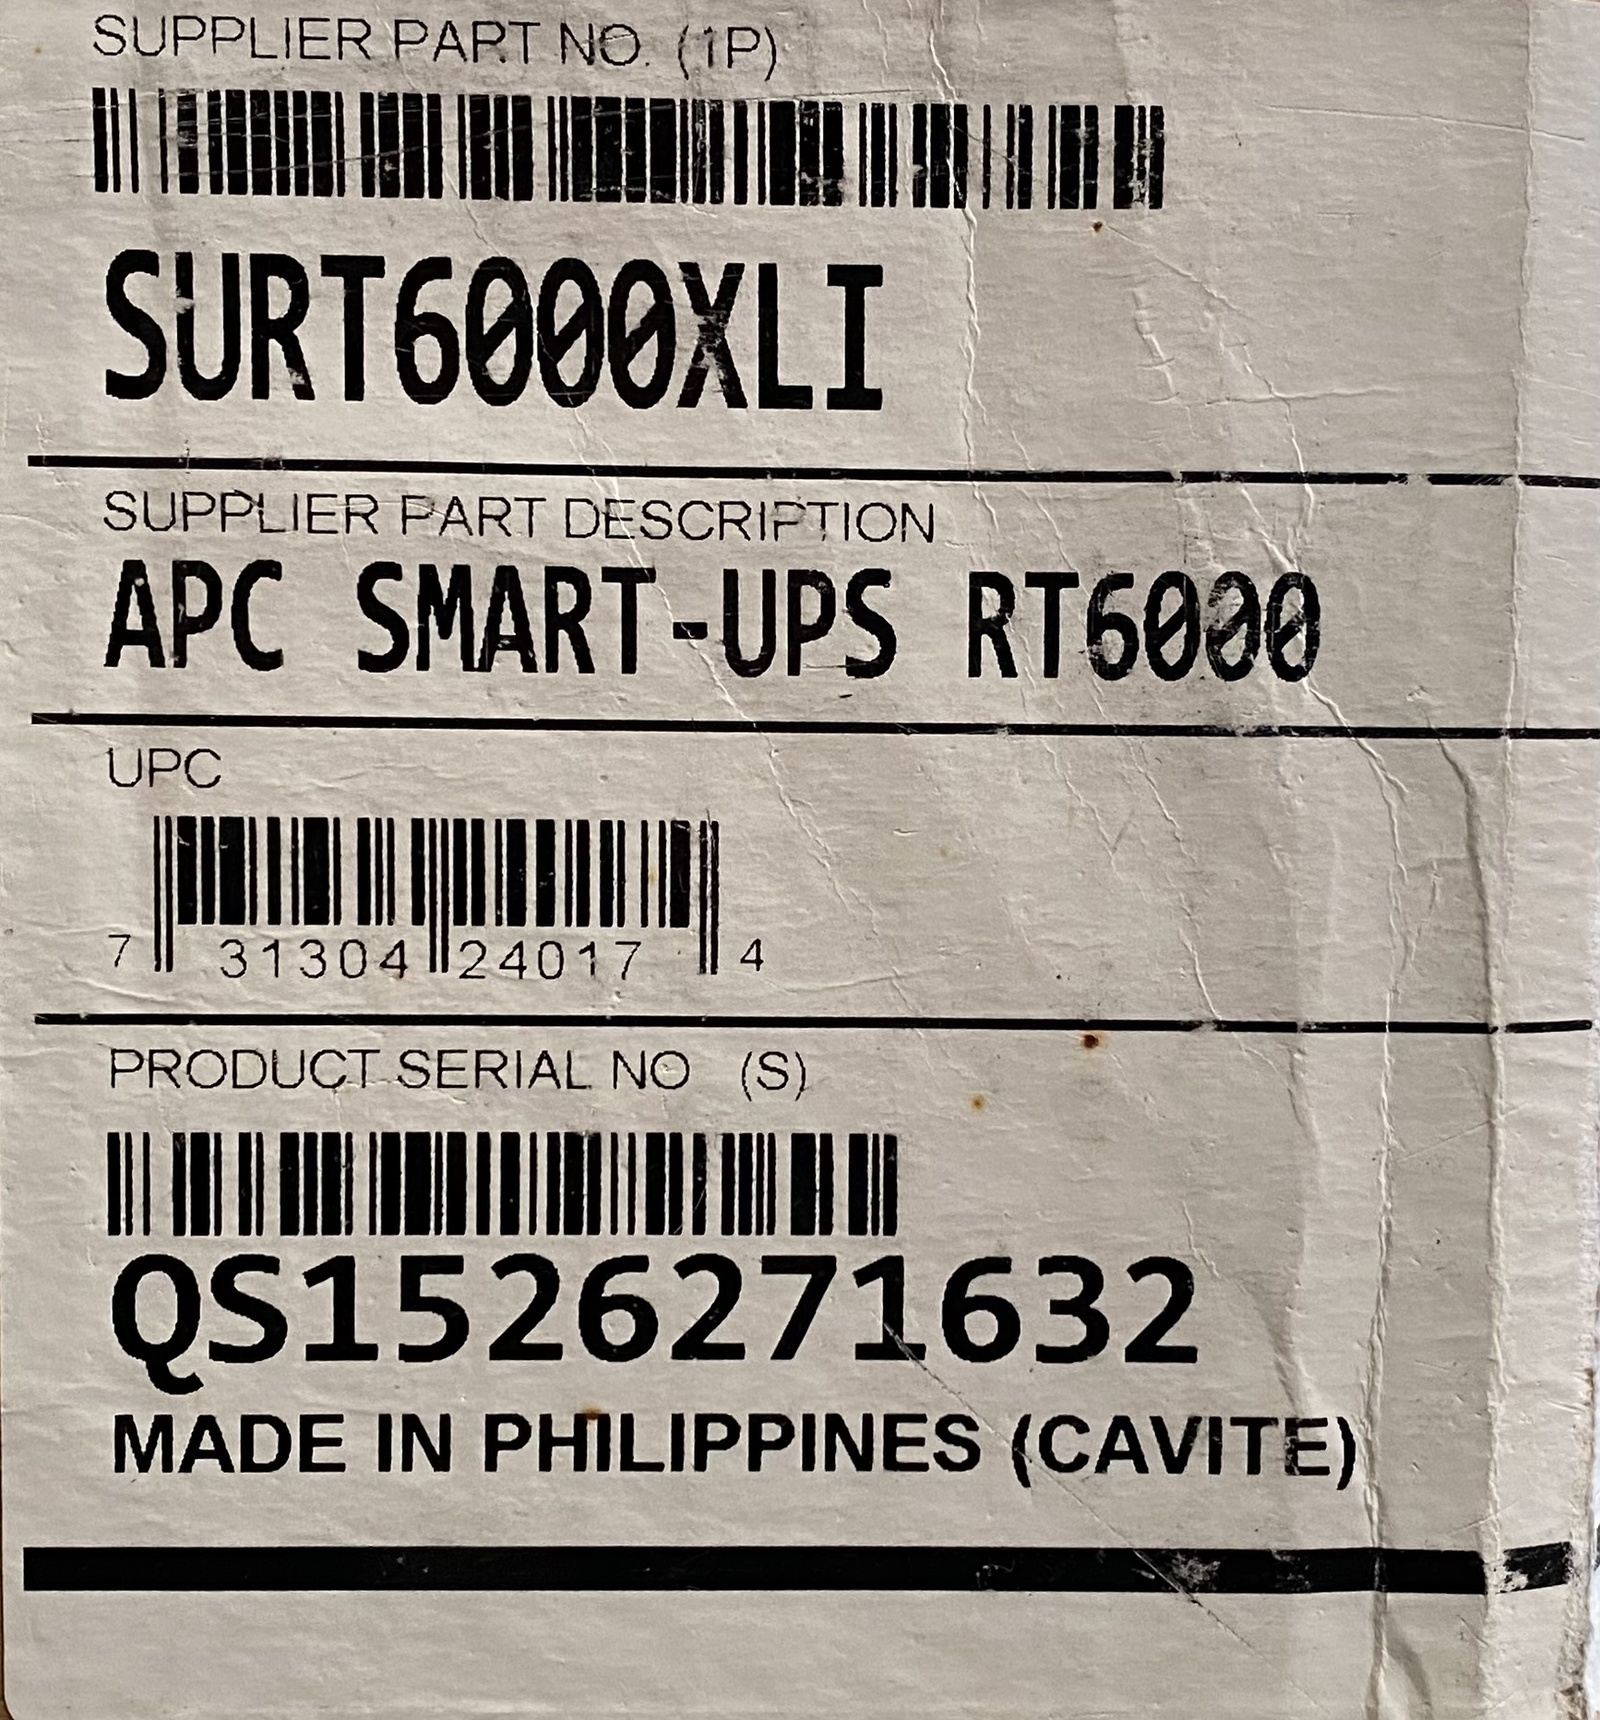 SUPPLIER PART NO. (1P)
SURT6000XLI
SUPPLIER PART DESCRIPTION
APC SMART-UPS RT6000
UPC
7 31304 24017 4
PRODUCT SERIAL NO (S)
QS1526271632
MADE IN PHILIPPINES (CAVITE)